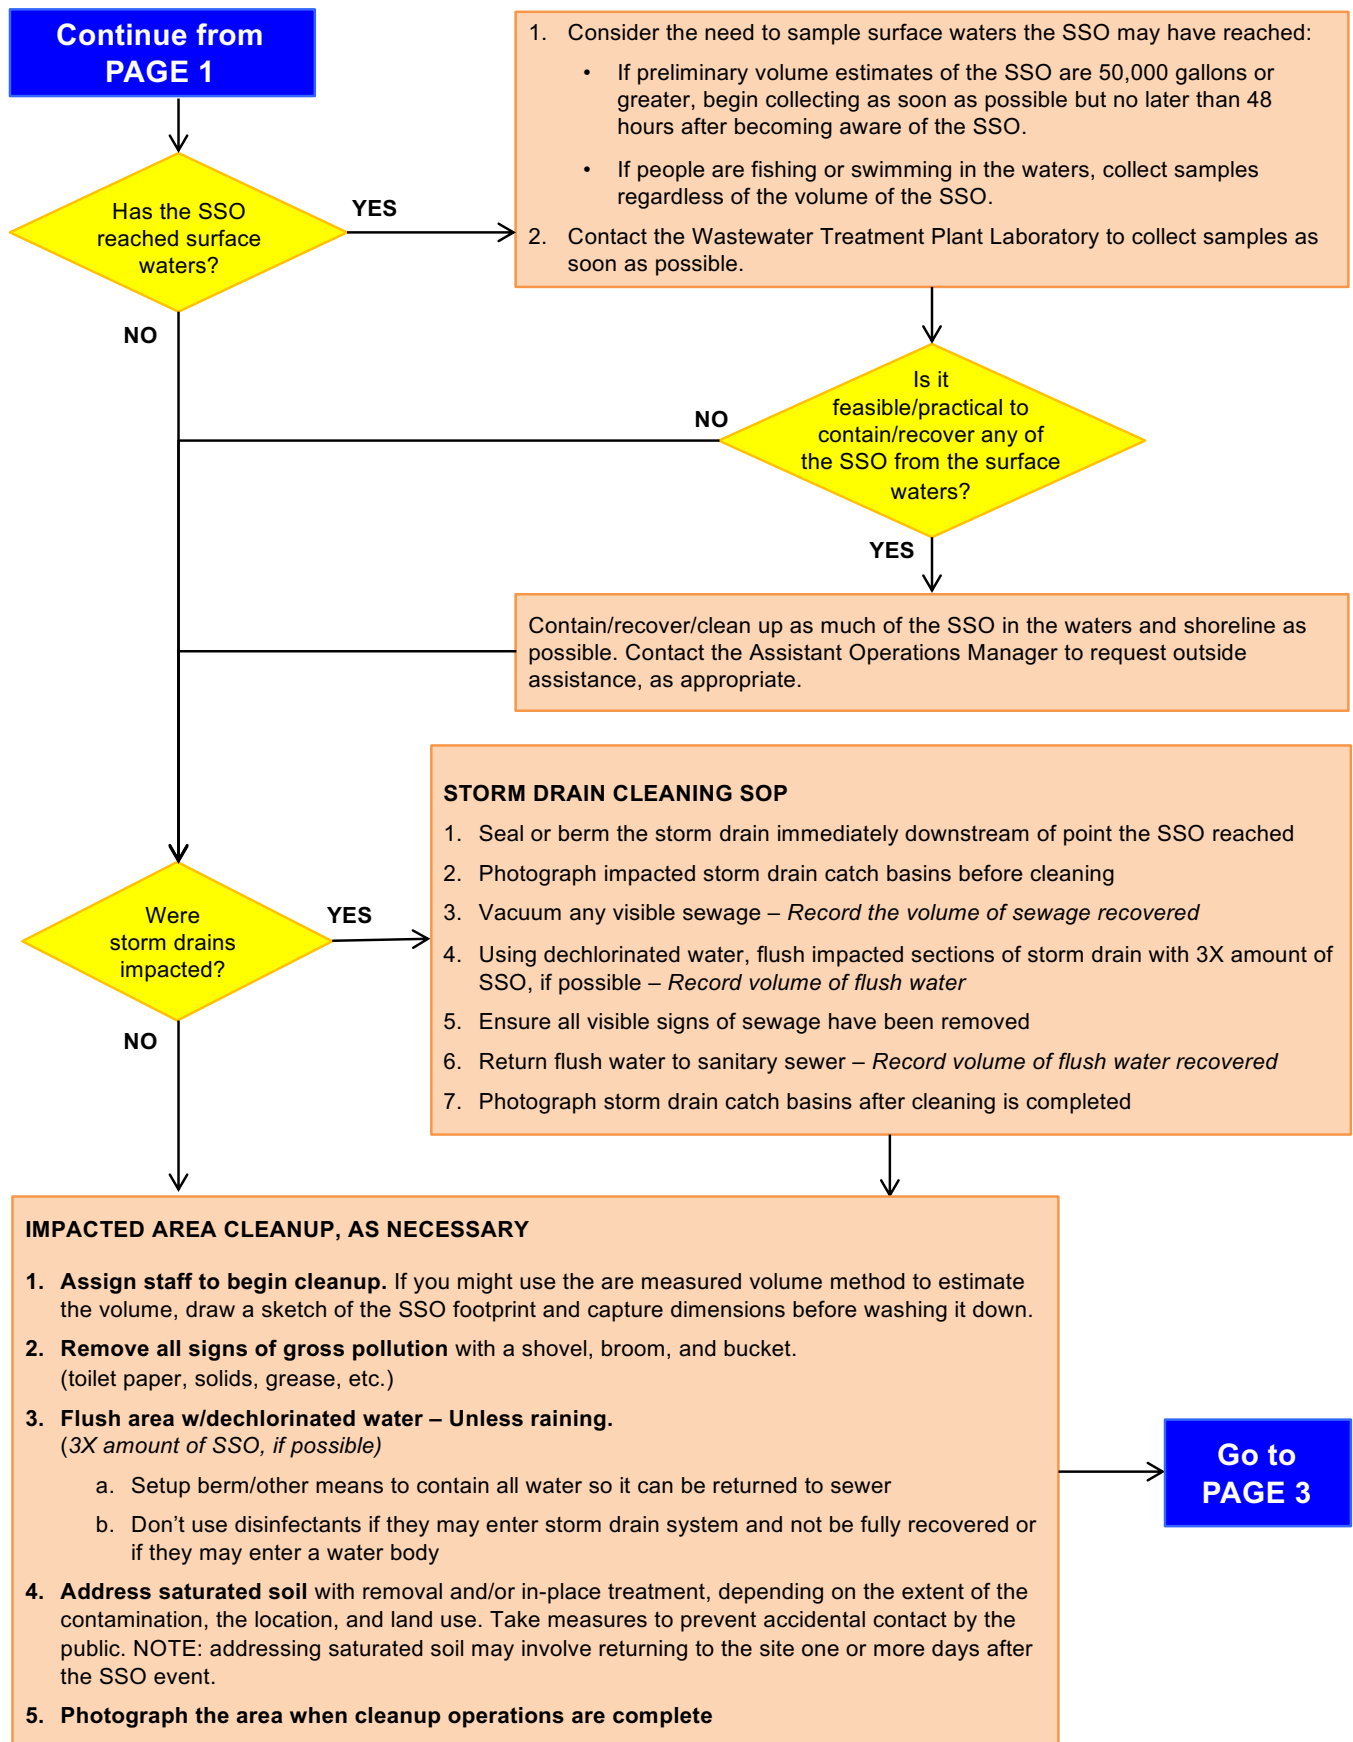 Continue from
PAGE 1
1. Consider the need to sample surface waters the SSO may have reached:
• If preliminary volume estimates of the SSO are 50,000 gallons or
greater, begin collecting as soon as possible but no later than 48
hours after becoming aware of the SSO.
• If people are fishing or swimming in the waters, collect samples
regardless of the volume of the SSO.
2. Contact the Wastewater Treatment Plant Laboratory to collect samples as
soon as possible.
Has the SSO
reached surface
waters?
YES
NO
Is it
feasible/practical to
contain/recover any of
the SSO from the surface
waters?
NO
YES
Contain/recover/clean up as much of the SSO in the waters and shoreline as
possible. Contact the Assistant Operations Manager to request outside
assistance, as appropriate.
Were
storm drains
impacted?
YES
NO
STORM DRAIN CLEANING SOP
1. Seal or berm the storm drain immediately downstream of point the SSO reached
2. Photograph impacted storm drain catch basins before cleaning
3. Vacuum any visible sewage – Record the volume of sewage recovered
4. Using dechlorinated water, flush impacted sections of storm drain with 3X amount of
SSO, if possible – Record volume of flush water
5. Ensure all visible signs of sewage have been removed
6. Return flush water to sanitary sewer – Record volume of flush water recovered
7. Photograph storm drain catch basins after cleaning is completed
IMPACTED AREA CLEANUP, AS NECESSARY
1. Assign staff to begin cleanup. If you might use the are measured volume method to estimate
the volume, draw a sketch of the SSO footprint and capture dimensions before washing it down.
2. Remove all signs of gross pollution with a shovel, broom, and bucket.
(toilet paper, solids, grease, etc.)
3. Flush area w/dechlorinated water – Unless raining.
(3X amount of SSO, if possible)
a. Setup berm/other means to contain all water so it can be returned to sewer
b. Don’t use disinfectants if they may enter storm drain system and not be fully recovered or
if they may enter a water body
4. Address saturated soil with removal and/or in-place treatment, depending on the extent of the
contamination, the location, and land use. Take measures to prevent accidental contact by the
public. NOTE: addressing saturated soil may involve returning to the site one or more days after
the SSO event.
5. Photograph the area when cleanup operations are complete
Go to
PAGE 3